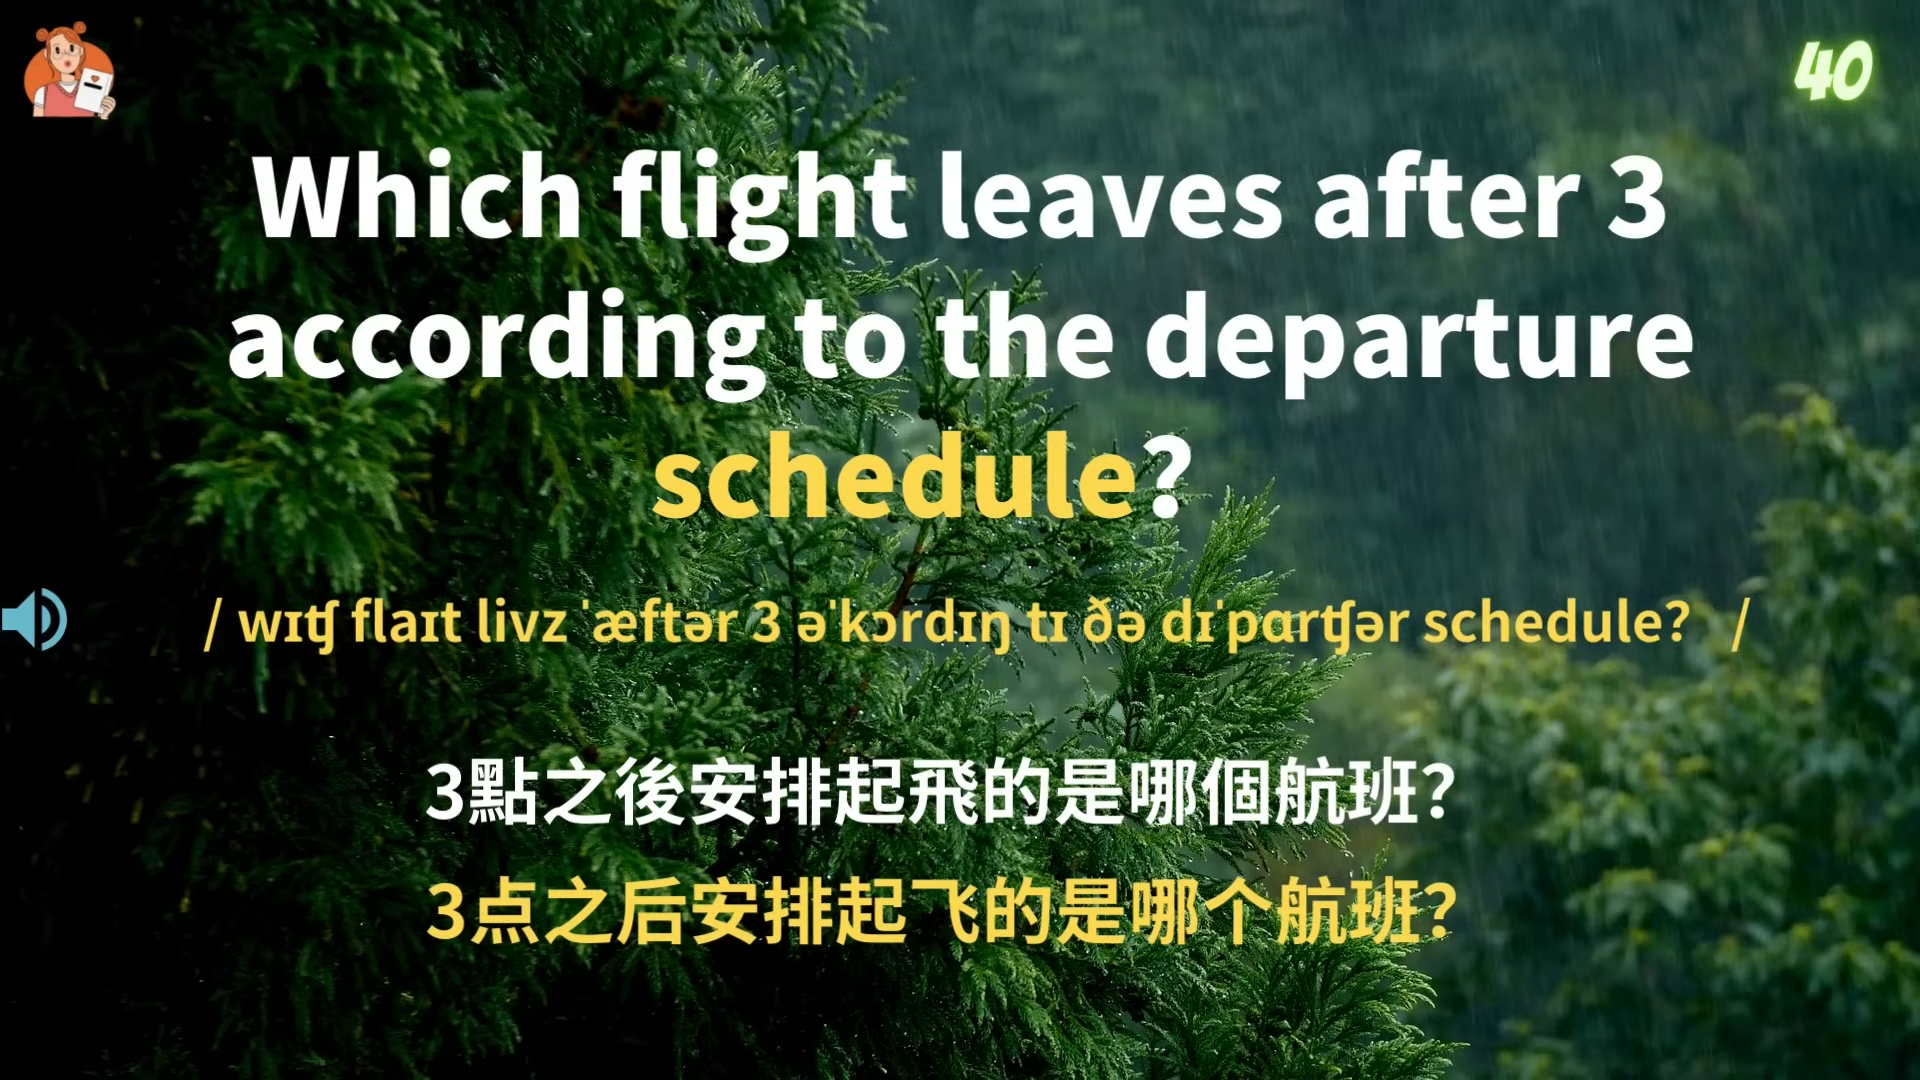 40
Which flight leaves after 3
according to the departure
schedule?
/ wɪʧ flaɪt livz ˈæftər 3 əˈkɔrdɪŋ tɪ ðə dɪˈpɑrʧər schedule? /
3點之後安排起飛的是哪個航班?
3点之后安排起飞的是哪个航班?